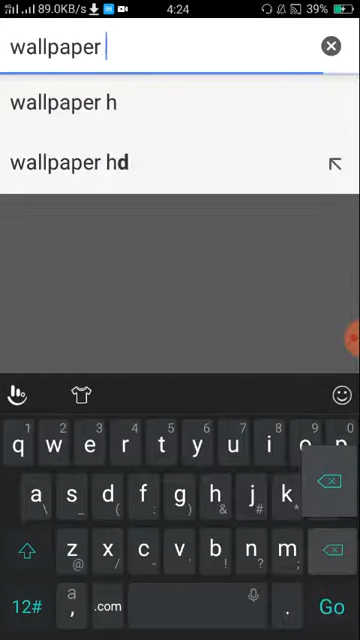 89.0KB/s 4:24 39%
wallpaper
wallpaper h
wallpaper hd
1 2 3 4 5 6 7 8 9 0
q w e r t y u i o p
a s d f g h j k
\ _ ( : ) & # *
z x c v b n m
@ / - ! ? ;
a
12# , .com . Go